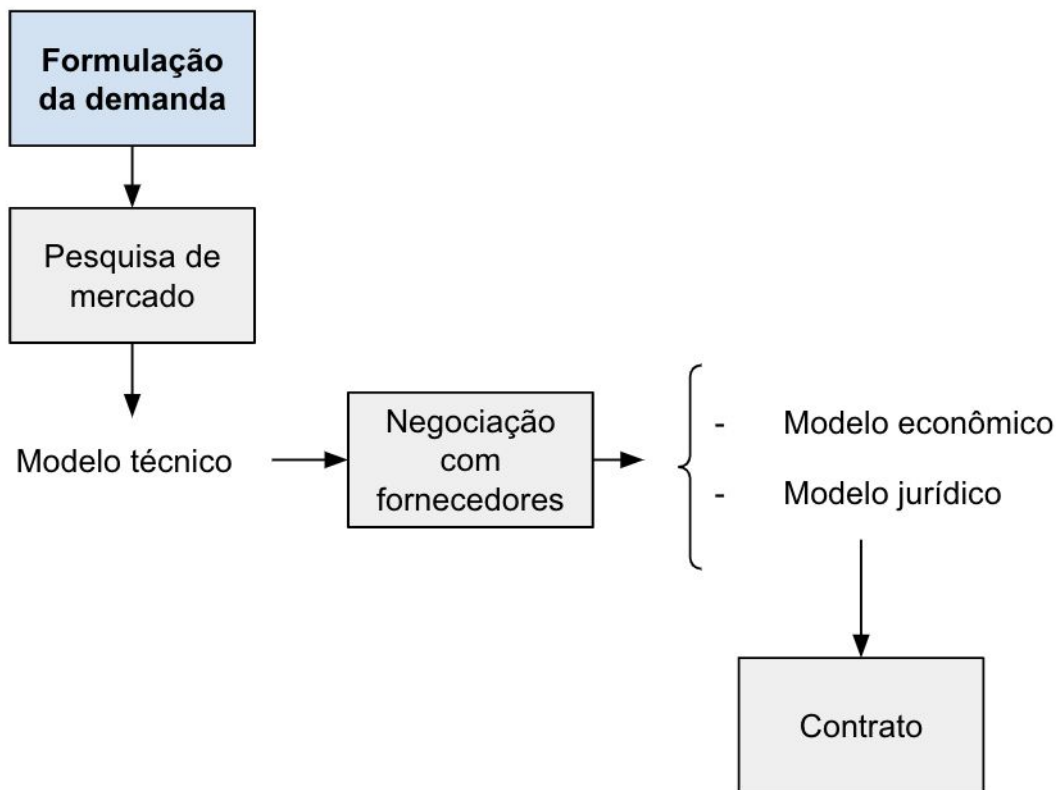 Formulação
da demanda
Pesquisa de
mercado
Modelo técnico
Negociação
com
fornecedores
- Modelo econômico
- Modelo jurídico
Contrato